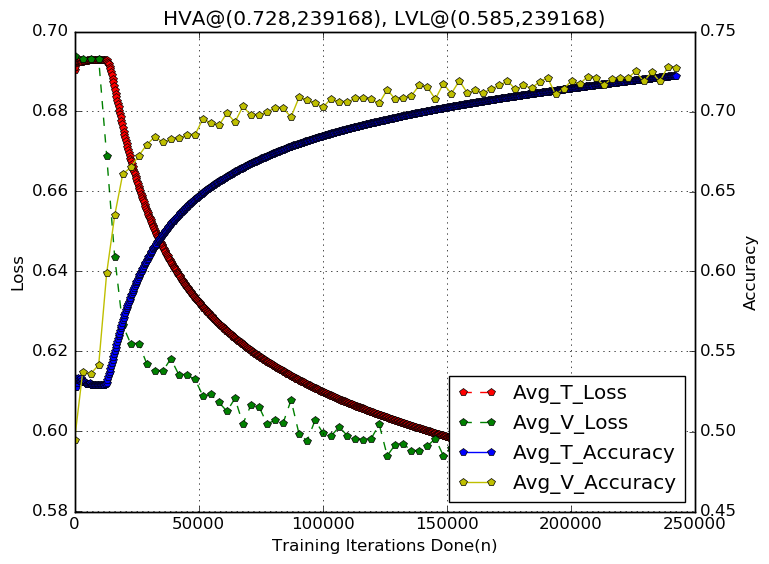 HVA@(0.728,239168), LVL@(0.585,239168)
0.70
0.68
0.66
0.64
0.62
0.60
0.58
Loss
0.75
0.70
0.65
0.60
0.55
0.50
0.45
Accuracy
Avg_T_Loss
Avg_V_Loss
Avg_T_Accuracy
Avg_V_Accuracy
0 50000 100000 150000 200000 250000
Training Iterations Done(n)